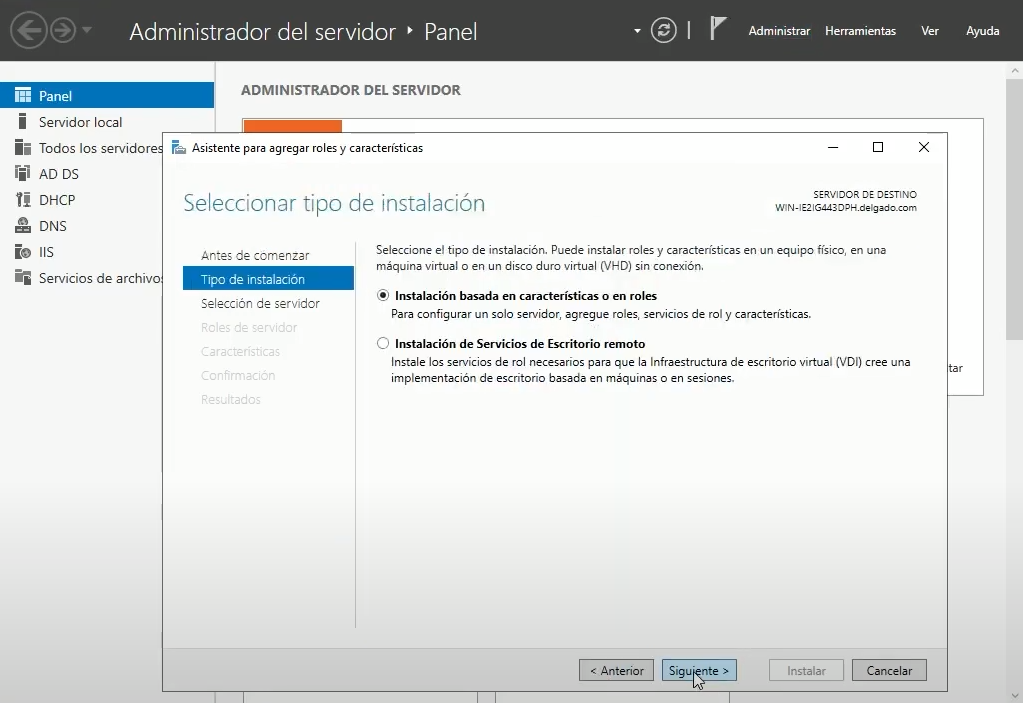 Administrador del servidor ‣ Panel
Administrar Herramientas Ver Ayuda
Panel
Servidor local
Todos los servidores
AD DS
DHCP
DNS
IIS
Servicios de archivos
ADMINISTRADOR DEL SERVIDOR
Asistente para agregar roles y características
Seleccionar tipo de instalación
SERVIDOR DE DESTINO
WIN-IE2IG443DPH.delgado.com
Antes de comenzar
Tipo de instalación
Selección de servidor
Roles de servidor
Características
Confirmación
Resultados
Seleccione el tipo de instalación. Puede instalar roles y características en un equipo físico, en una
máquina virtual o en un disco duro virtual (VHD) sin conexión.
Instalación basada en características o en roles
Para configurar un solo servidor, agregue roles, servicios de rol y características.
Instalación de Servicios de Escritorio remoto
Instale los servicios de rol necesarios para que la Infraestructura de escritorio virtual (VDI) cree una
implementación de escritorio basada en máquinas o en sesiones.
tar
< Anterior Siguiente > Instalar Cancelar